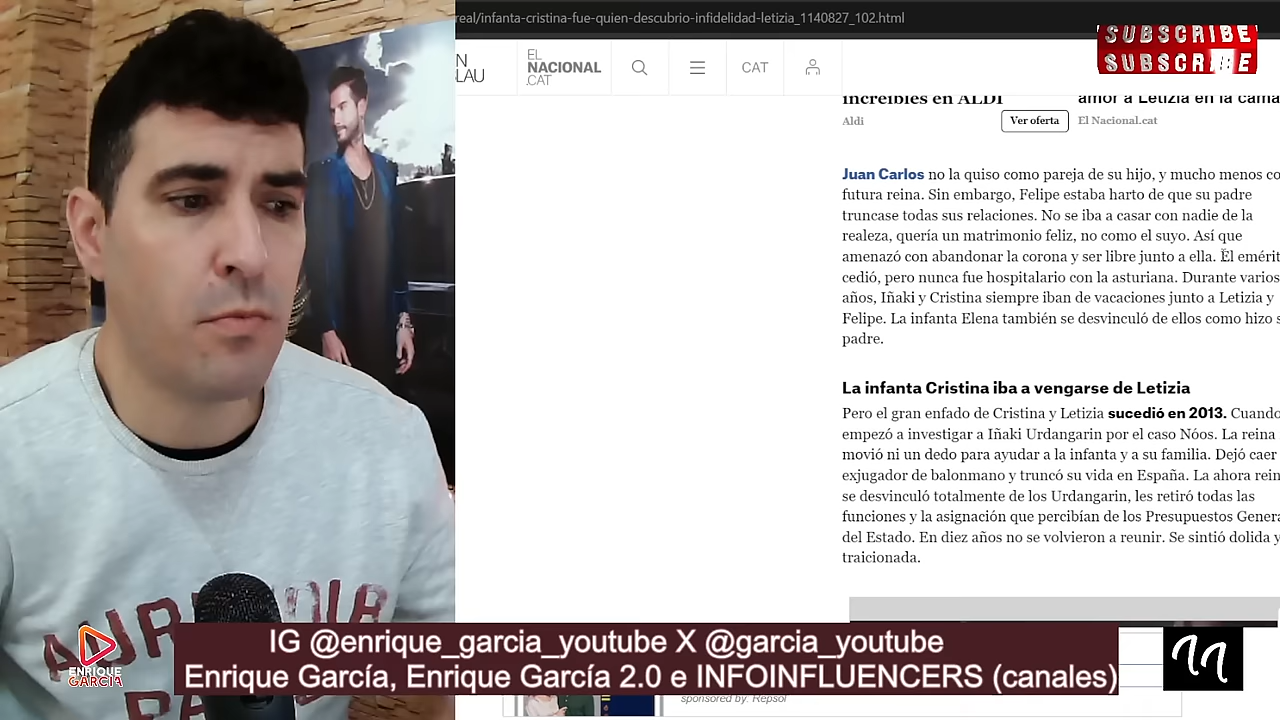 real/infanta-cristina-fue-quien-descubrio-infidelidad-letizia_1140827_102.html
SUBSCRIBE
SUBSCRIBE
N
LAU
EL
NACIONAL
.CAT
CAT
increíbles en ALDI
amor a Letizia en la cama
Aldi
Ver oferta
El Nacional.cat
Juan Carlos no la quiso como pareja de su hijo, y mucho menos co
futura reina. Sin embargo, Felipe estaba harto de que su padre
truncase todas sus relaciones. No se iba a casar con nadie de la
realeza, quería un matrimonio feliz, no como el suyo. Así que
amenazó con abandonar la corona y ser libre junto a ella. El eméri
cedió, pero nunca fue hospitalario con la asturiana. Durante varios
años, Iñaki y Cristina siempre iban de vacaciones junto a Letizia y
Felipe. La infanta Elena también se desvinculó de ellos como hizo s
padre.
La infanta Cristina iba a vengarse de Letizia
Pero el gran enfado de Cristina y Letizia sucedió en 2013. Cuando
empezó a investigar a Iñaki Urdangarin por el caso Nóos. La reina
movió ni un dedo para ayudar a la infanta y a su familia. Dejó caer
exjugador de balonmano y truncó su vida en España. La ahora rein
se desvinculó totalmente de los Urdangarin, les retiró todas las
funciones y la asignación que percibían de los Presupuestos Genera
del Estado. En diez años no se volvieron a reunir. Se sintió dolida y
traicionada.
IG @enrique_garcia_youtube X @garcia_youtube
Enrique García, Enrique García 2.0 e INFOINFLUENCERS (canales)
ENRIQUE
GARCÍA
sponsored by: Repsol